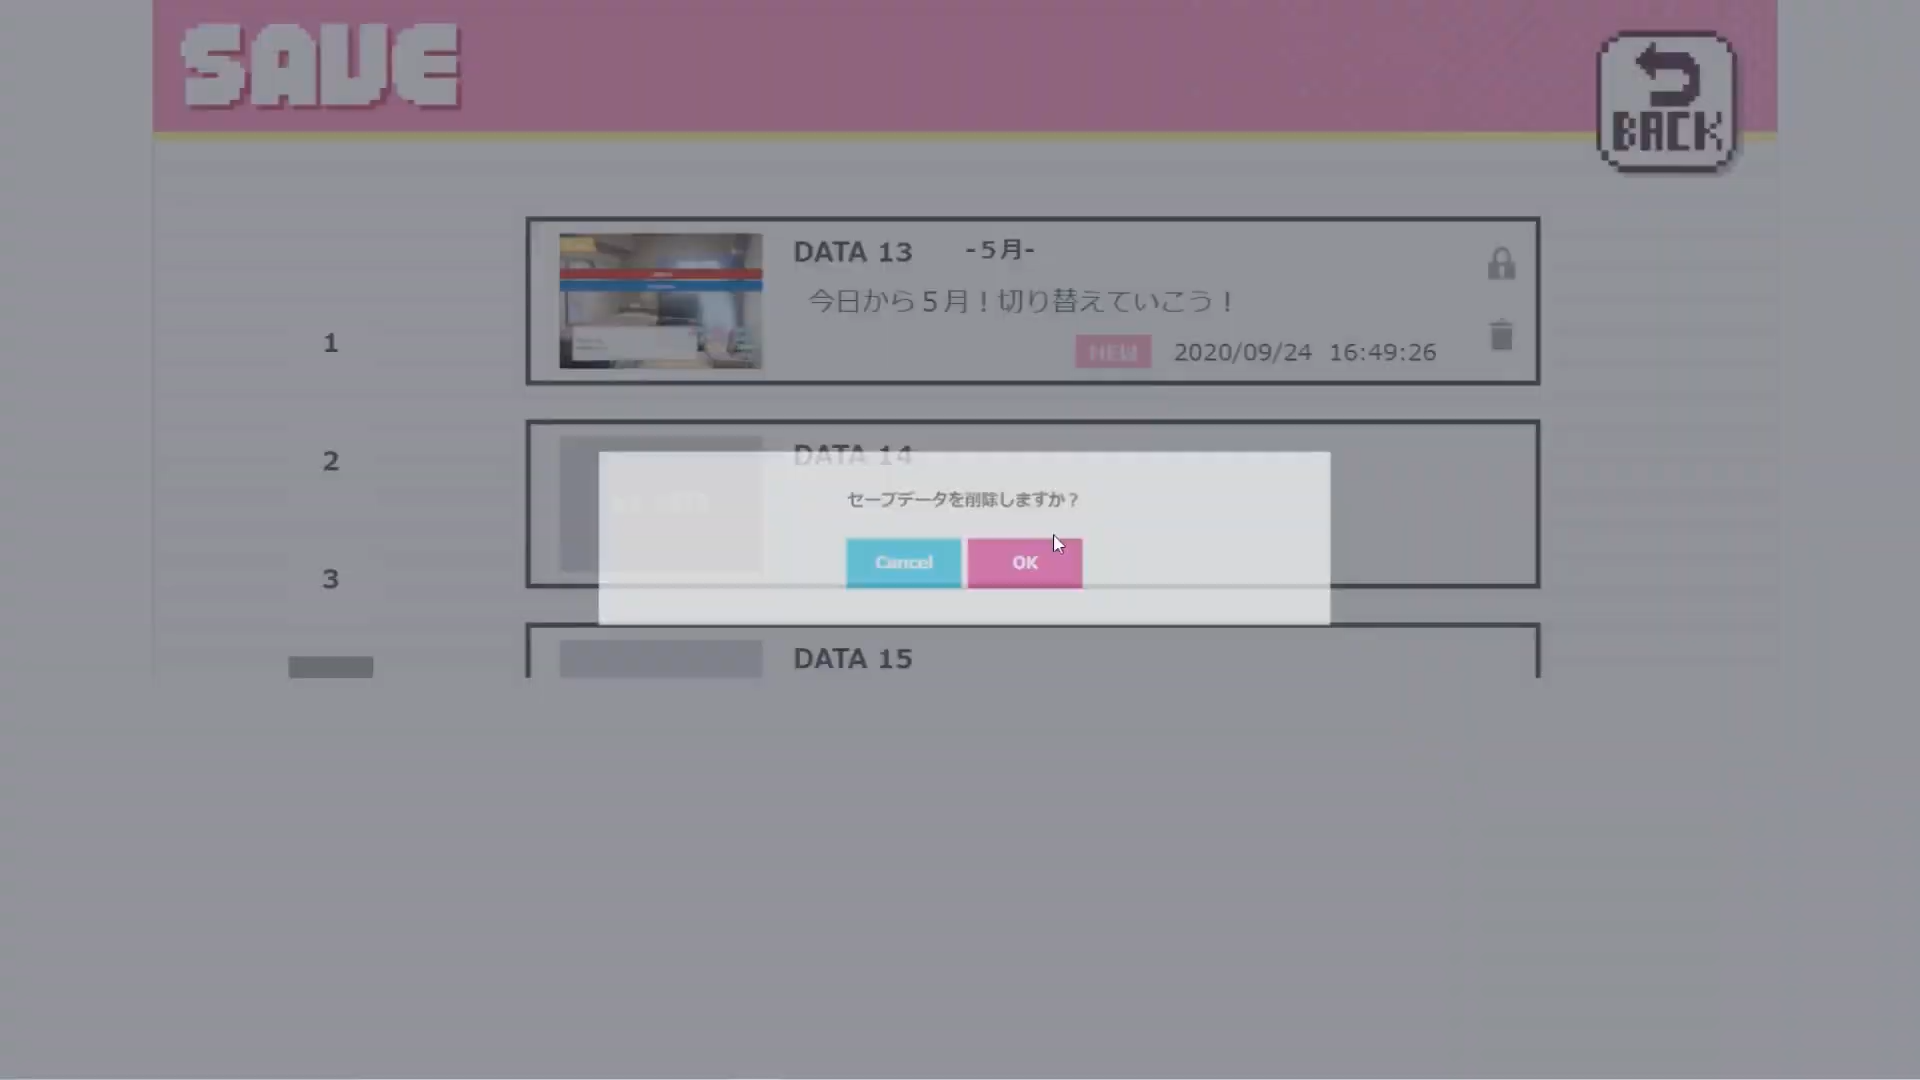 SAVE
BACK
DATA 13 -５月-
今日から５月！切り替えていこう！
NEW 2020/09/24 16:49:26
1
2
3
DATA 14
セーブデータを削除しますか？
Cancel OK
DATA 15